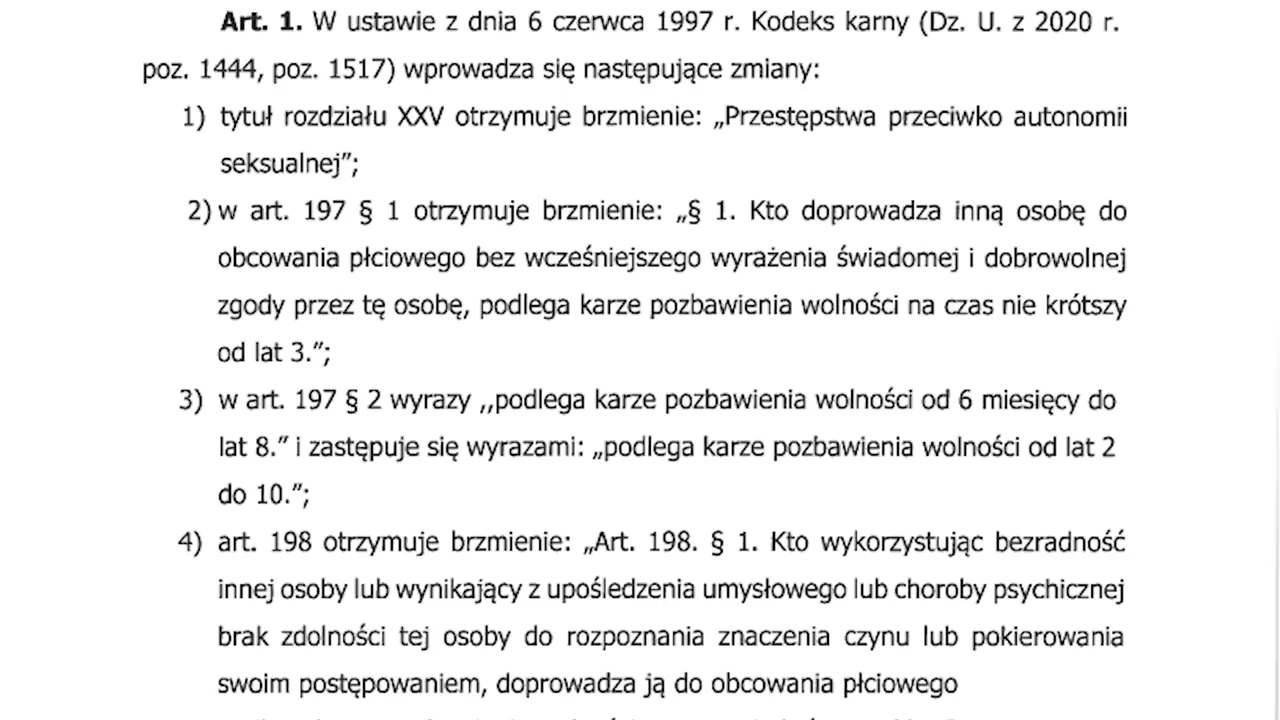 Art. 1. W ustawie z dnia 6 czerwca 1997 r. Kodeks karny (Dz. U. z 2020 r.
poz. 1444, poz. 1517) wprowadza się następujące zmiany:
1) tytuł rozdziału XXV otrzymuje brzmienie: „Przestępstwa przeciwko autonomii
seksualnej”;
2) w art. 197 § 1 otrzymuje brzmienie: „§ 1. Kto doprowadza inną osobę do
obcowania płciowego bez wcześniejszego wyrażenia świadomej i dobrowolnej
zgody przez tę osobę, podlega karze pozbawienia wolności na czas nie krótszy
od lat 3.”;
3) w art. 197 § 2 wyrazy ,,podlega karze pozbawienia wolności od 6 miesięcy do
lat 8.” i zastępuje się wyrazami: „podlega karze pozbawienia wolności od lat 2
do 10.”;
4) art. 198 otrzymuje brzmienie: „Art. 198. § 1. Kto wykorzystując bezradność
innej osoby lub wynikający z upośledzenia umysłowego lub choroby psychicznej
brak zdolności tej osoby do rozpoznania znaczenia czynu lub pokierowania
swoim postępowaniem, doprowadza ją do obcowania płciowego